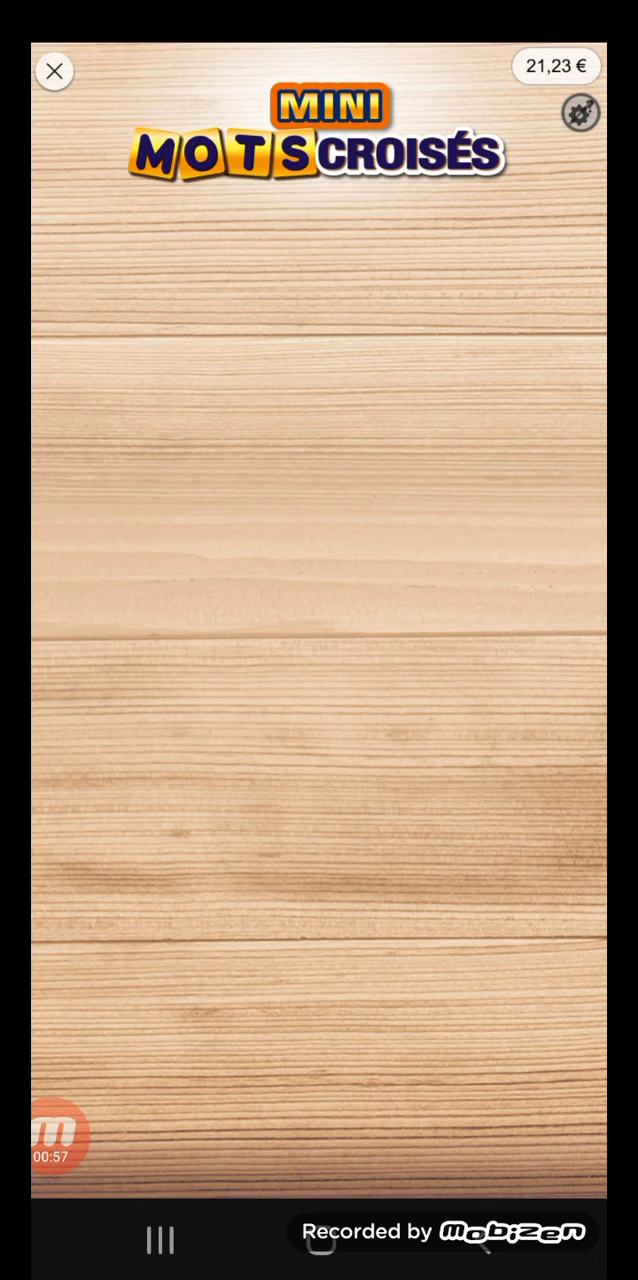 21,23 €
MINI
MOTS CROISÉS
m
00:57
Recorded by mobizen